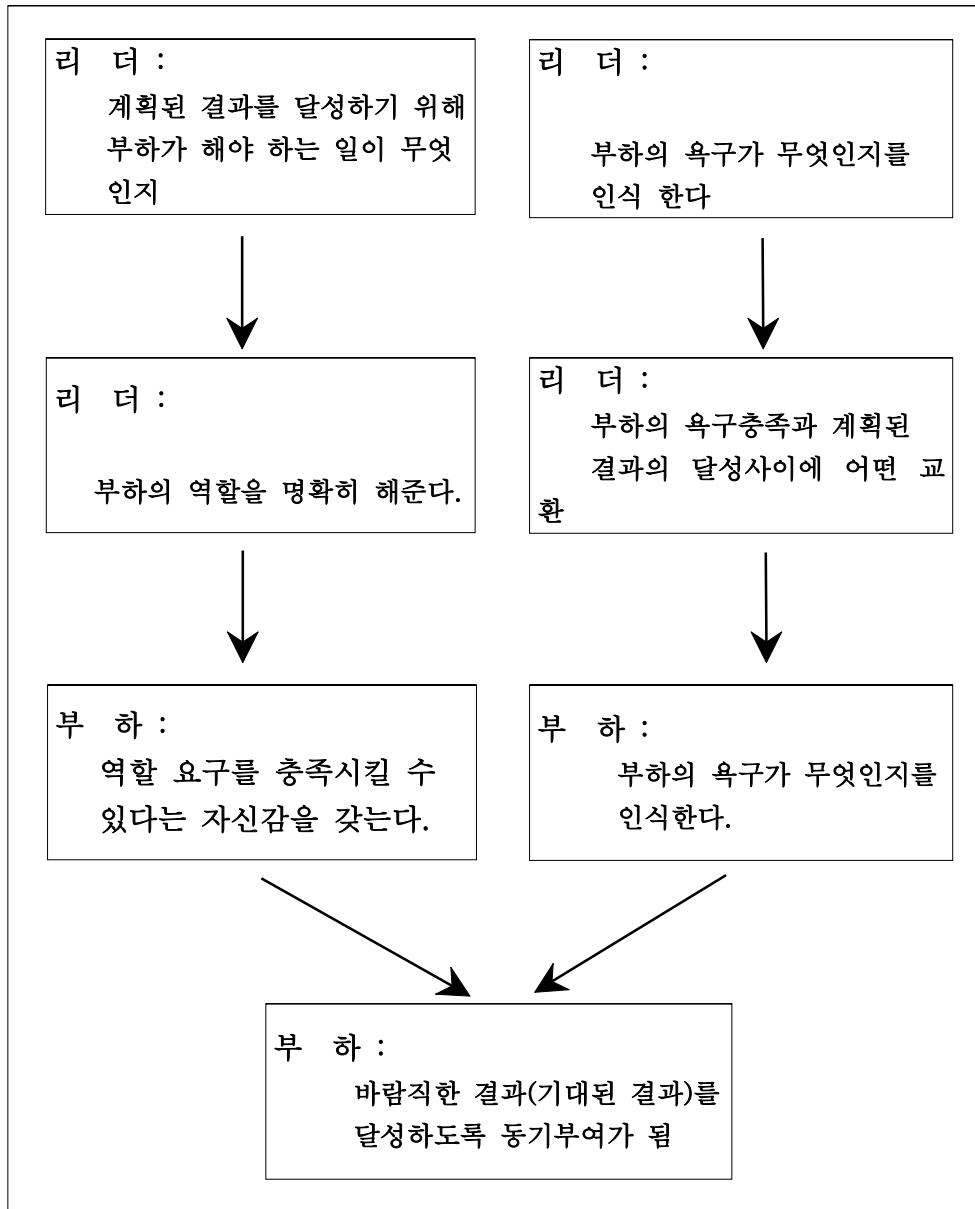 리 더 :
계획된 결과를 달성하기 위해
부하가 해야 하는 일이 무엇
인지
리 더 :
부하의 욕구가 무엇인지를
인식 한다
리 더 :
부하의 역할을 명확히 해준다.
리 더 :
부하의 욕구충족과 계획된
결과의 달성사이에 어떤 교
환
부 하 :
역할 요구를 충족시킬 수
있다는 자신감을 갖는다.
부 하 :
부하의 욕구가 무엇인지를
인식한다.
부 하 :
바람직한 결과(기대된 결과)를
달성하도록 동기부여가 됨